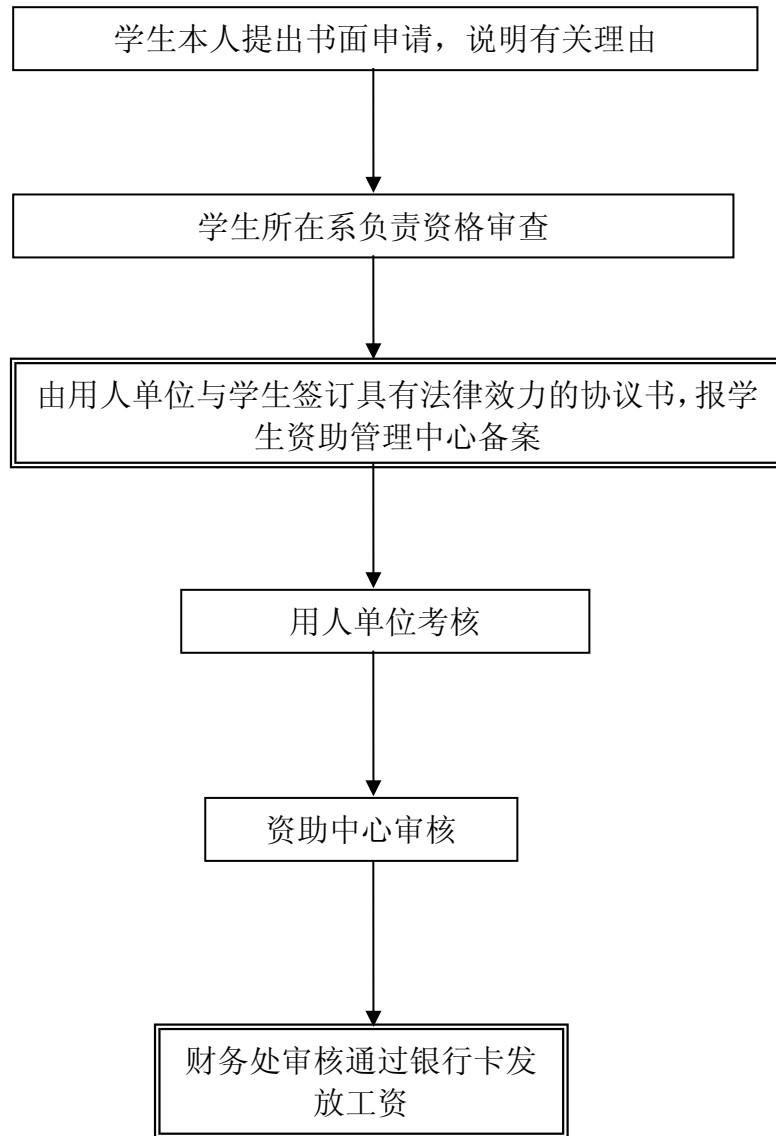 学生本人提出书面申请，说明有关理由
学生所在系负责资格审查
由用人单位与学生签订具有法律效力的协议书，报学
生资助管理中心备案
用人单位考核
资助中心审核
财务处审核通过银行卡发
放工资